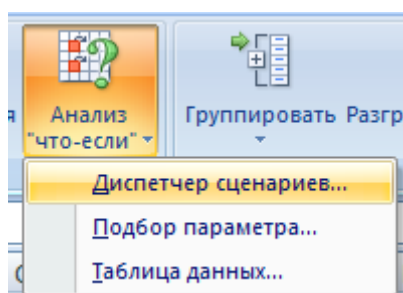 Анализ
"что-если"
Группировать Разгр
Диспетчер сценариев...
Подбор параметра...
Таблица данных...